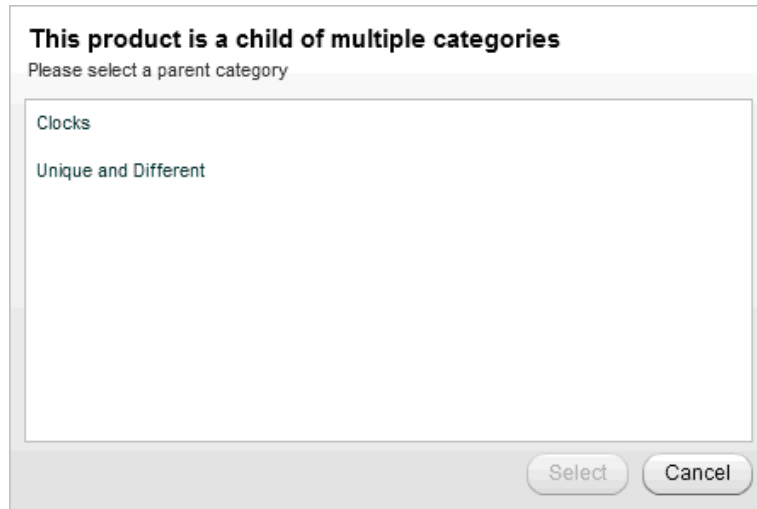 This product is a child of multiple categories
Please select a parent category
Clocks
Unique and Different
Select
Cancel